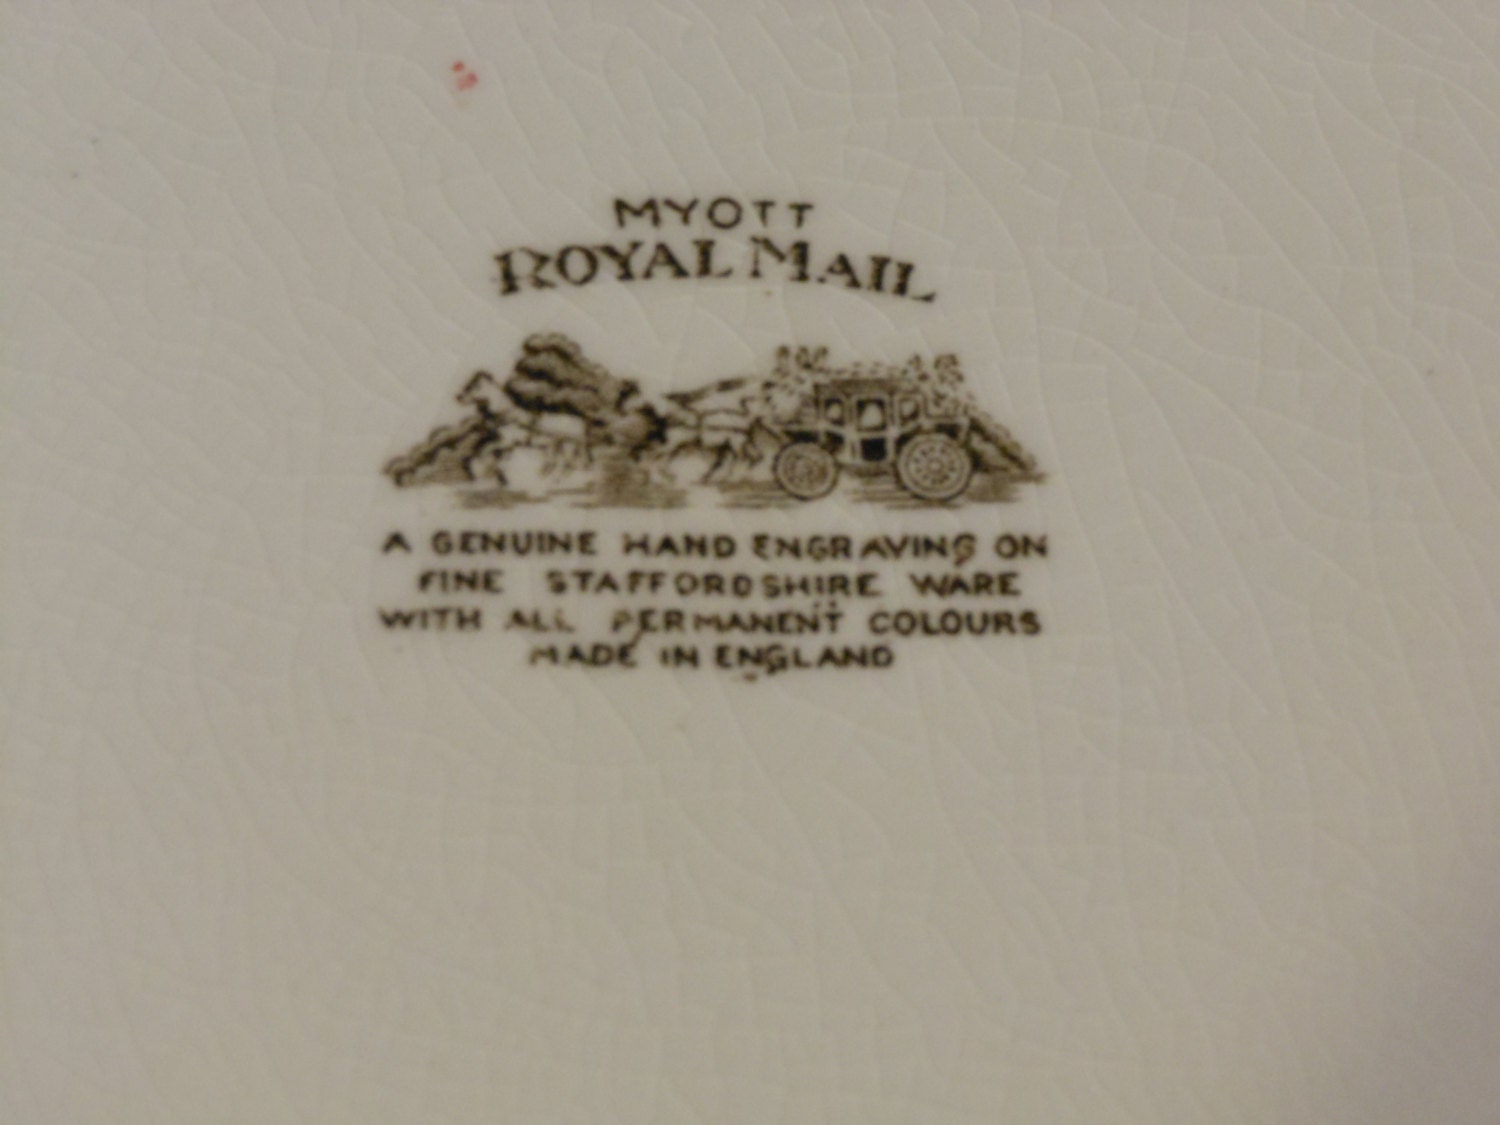 MYOTT
ROYAL MAIL
A GENUINE HAND ENGRAVING ON
FINE STAFFORDSHIRE WARE
WITH ALL PERMANENT COLOURS
MADE IN ENGLAND